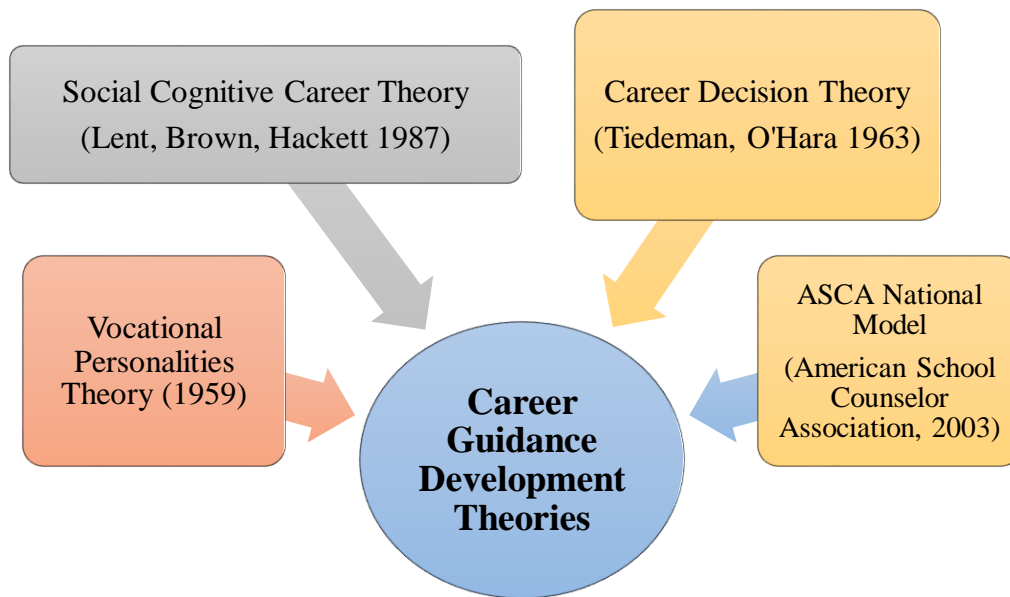 Social Cognitive Career Theory
(Lent, Brown, Hackett 1987)
Career Decision Theory
(Tiedeman, O'Hara 1963)
Vocational
Personalities
Theory (1959)
ASCA National
Model
(American School
Counselor
Association, 2003)
Career
Guidance
Development
Theories